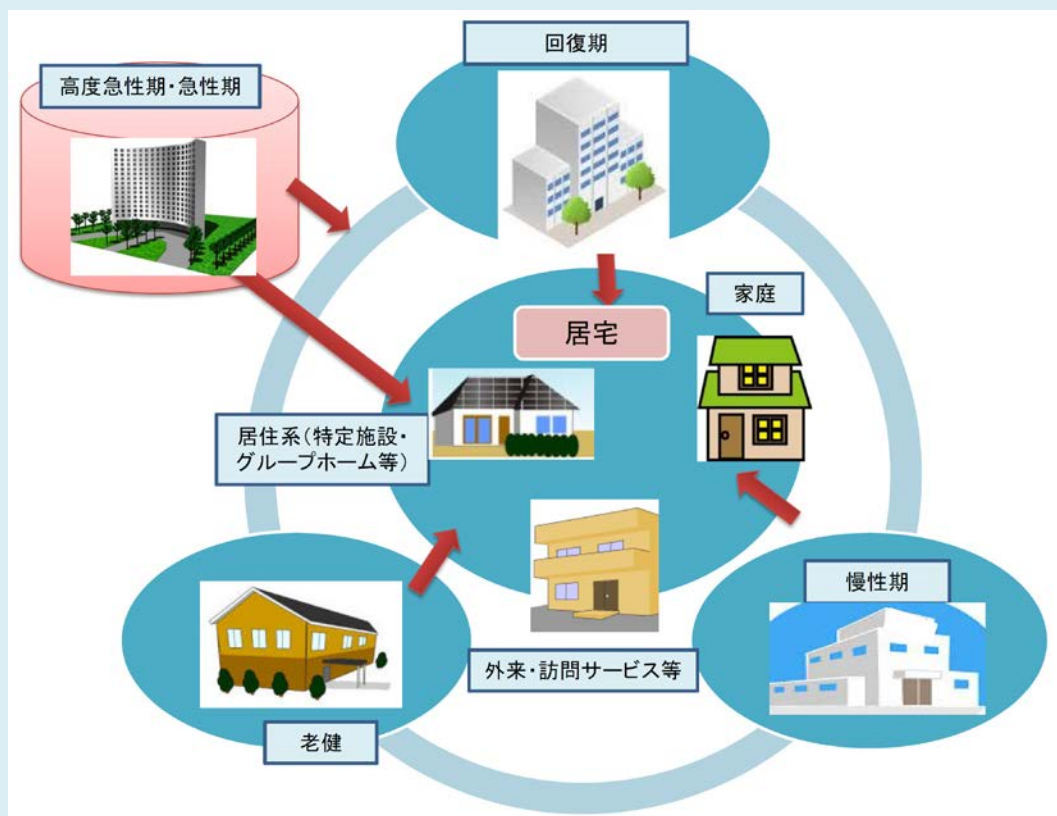 回復期
高度急性期・急性期
家庭
居宅
居住系（特定施設・
グループホーム等）
慢性期
外来・訪問サービス等
老健